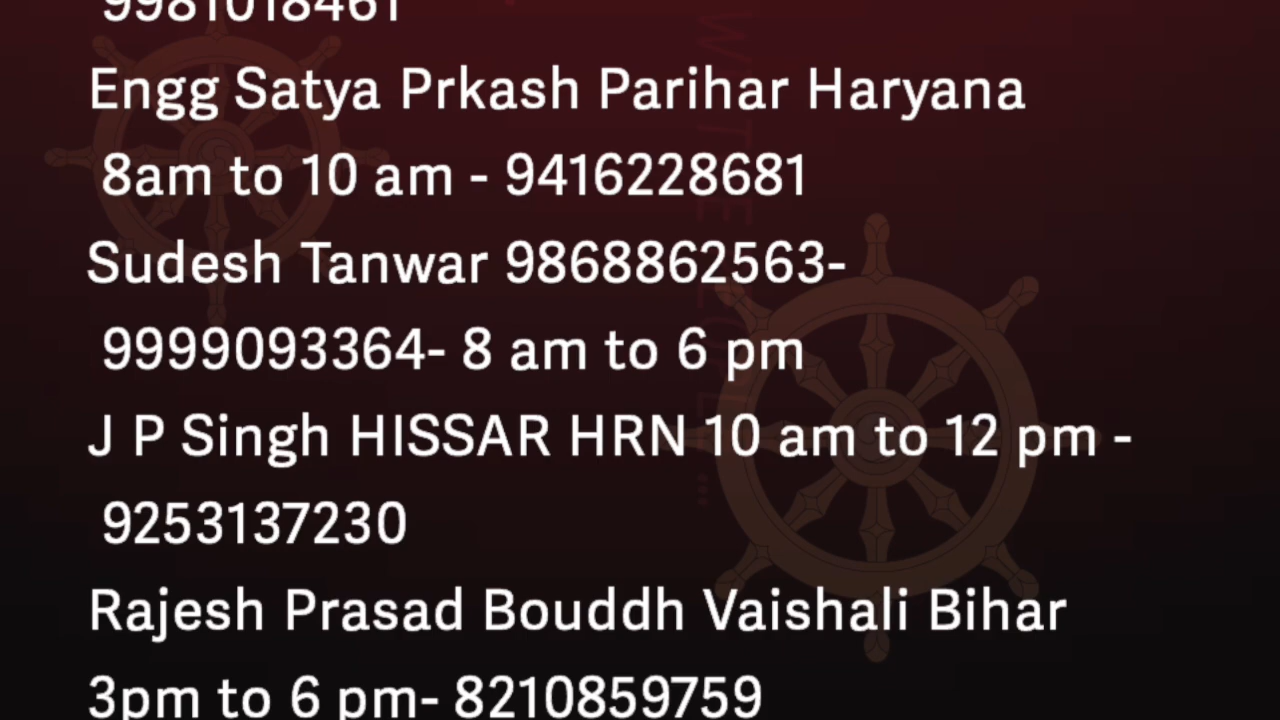 9981018461
Engg Satya Prkash Parihar Haryana
8am to 10 am - 9416228681
Sudesh Tanwar 9868862563-
9999093364- 8 am to 6 pm
J P Singh HISSAR HRN 10 am to 12 pm -
9253137230
Rajesh Prasad Bouddh Vaishali Bihar
3pm to 6 pm- 8210859759